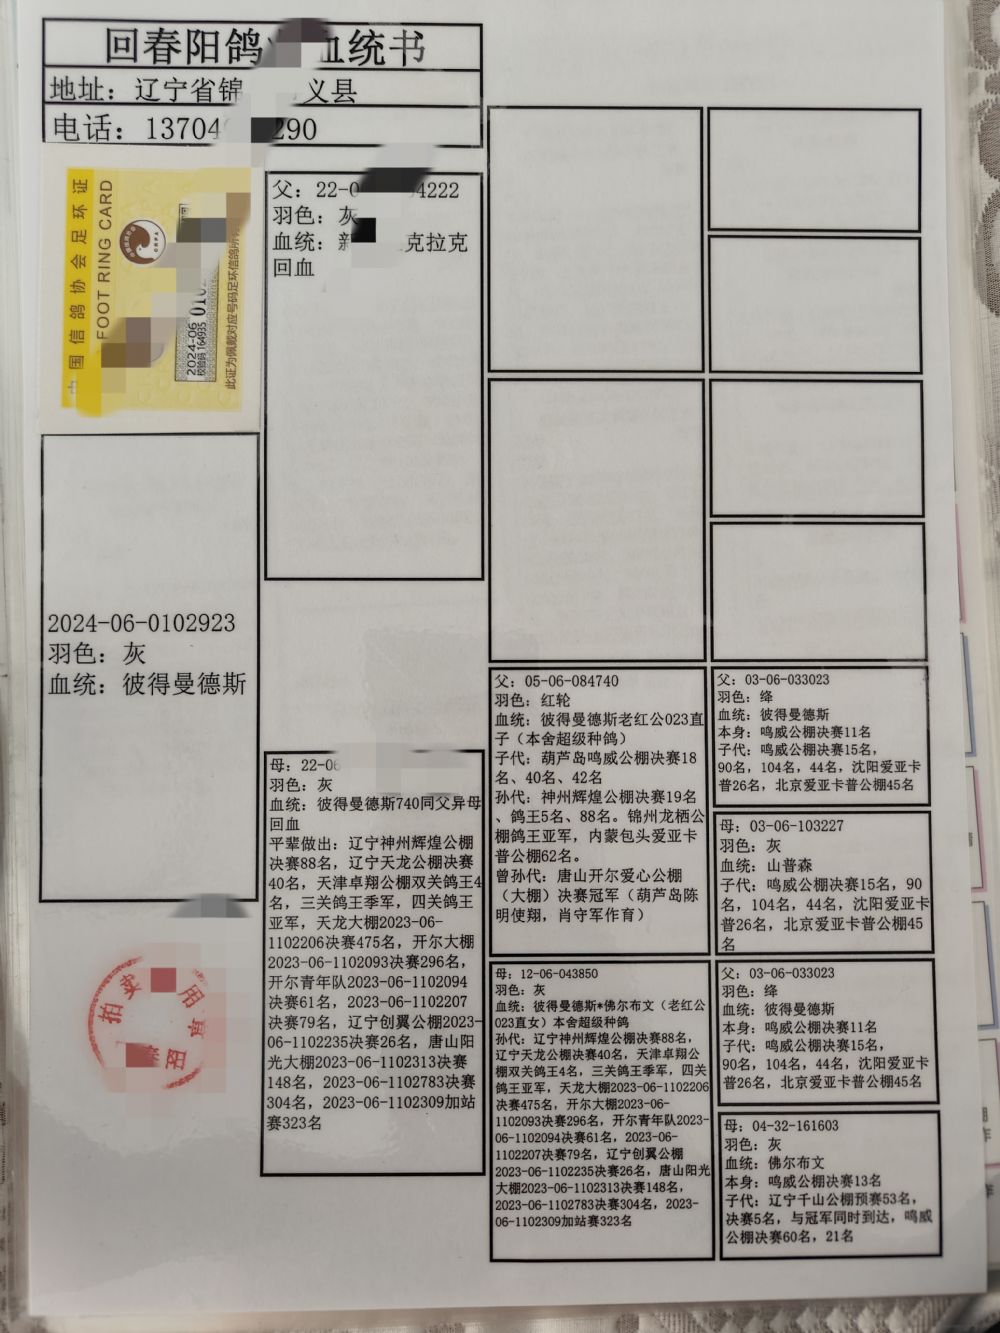 回春阳鸽 血统书
地址：辽宁省锦 义县
电话：13704 290
中国信鸽协会足环证
FOOT RING CARD
2024-06
校验码 164935
0102
此证为佩戴对应号码足环信鸽所有
2024-06-0102923
羽色：灰
血统：彼得曼德斯
拍卖 用章
父：22-0 4222
羽色：灰
血统：新 克拉克
回血
母：22-06
羽色：灰
血统：彼得曼德斯740同父异母
回血
平辈做出：辽宁神州辉煌公棚
决赛88名，辽宁天龙公棚决赛
40名，天津卓翔公棚双关鸽王4
名，三关鸽王季军，四关鸽王
亚军，天龙大棚2023-06-
1102206决赛475名，开尔大棚
2023-06-1102093决赛296名，
开尔青年队2023-06-1102094
决赛61名，2023-06-1102207
决赛79名，辽宁创翼公棚2023-
06-1102235决赛26名，唐山阳
光大棚2023-06-1102313决赛
148名，2023-06-1102783决赛
304名，2023-06-1102309加站
赛323名
父：05-06-084740
羽色：红轮
血统：彼得曼德斯老红公023直
子（本舍超级种鸽）
子代：葫芦岛鸣威公棚决赛18
名、40名、42名
孙代：神州辉煌公棚决赛19名
、鸽王5名、88名。锦州龙栖公
棚鸽王亚军，内蒙包头爱亚卡
普公棚62名。
曾孙代：唐山开尔爱心公棚
（大棚）决赛冠军（葫芦岛陈
明使翔，肖守军作育）
母：12-06-043850
羽色：灰
血统：彼得曼德斯*佛尔布文（老红公
023直女）本舍超级种鸽
孙代：辽宁神州辉煌公棚决赛88名，
辽宁天龙公棚决赛40名，天津卓翔公
棚双关鸽王4名，三关鸽王季军，四关
鸽王亚军，天龙大棚2023-06-1102206
决赛475名，开尔大棚2023-06-
1102093决赛296名，开尔青年队2023-
06-1102094决赛61名，2023-06-
1102207决赛79名，辽宁创翼公棚
2023-06-1102235决赛26名，唐山阳光
大棚2023-06-1102313决赛148名，
2023-06-1102783决赛304名，2023-
06-1102309加站赛323名
父：03-06-033023
羽色：绛
血统：彼得曼德斯
本身：鸣威公棚决赛11名
子代：鸣威公棚决赛15名，
90名，104名，44名，沈阳爱亚卡
普26名，北京爱亚卡普公棚45名
母：03-06-103227
羽色：灰
血统：山普森
子代：鸣威公棚决赛15名，90
名，104名，44名，沈阳爱亚卡
普26名，北京爱亚卡普公棚45
名
父：03-06-033023
羽色：绛
血统：彼得曼德斯
本身：鸣威公棚决赛11名
子代：鸣威公棚决赛15名，
90名，104名，44名，沈阳爱亚卡
普26名，北京爱亚卡普公棚45名
母：04-32-161603
羽色：灰
血统：佛尔布文
本身：鸣威公棚决赛13名
子代：辽宁千山公棚预赛53名，
决赛5名，与冠军同时到达，鸣威
公棚决赛60名，21名